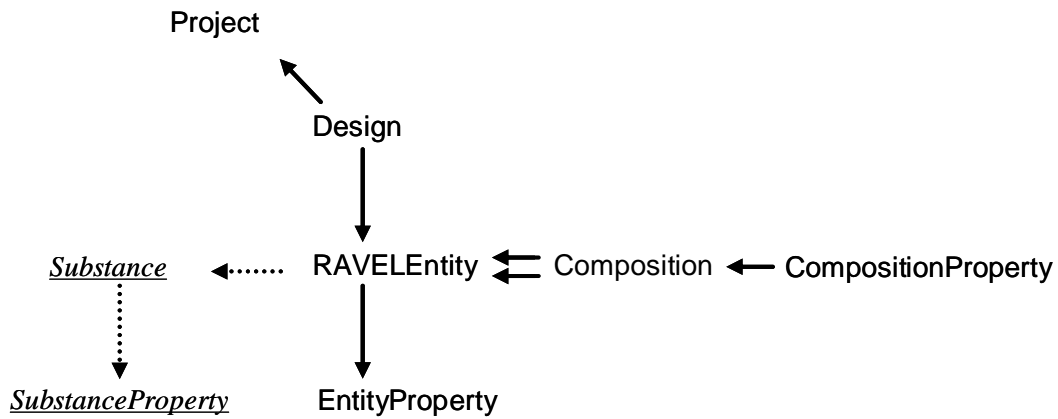 Project
Design
Substance
RAVELEntity
Composition
CompositionProperty
SubstanceProperty
EntityProperty